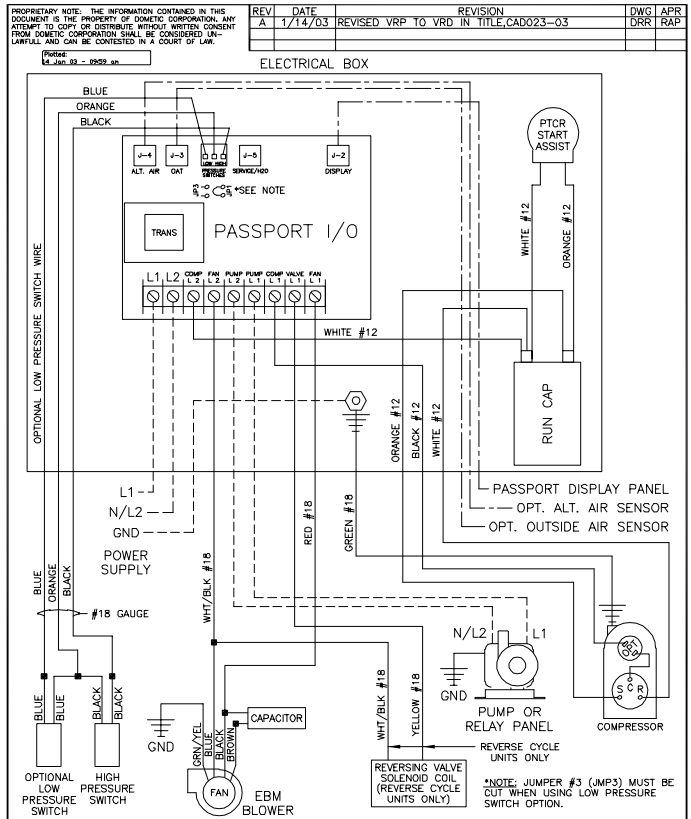 PROPRIETARY NOTE: THE INFORMATION CONTAINED IN THIS
DOCUMENT IS THE PROPERTY OF DOMETIC CORPORATION. ANY
ATTEMPT TO COPY OR DISTRIBUTE WITHOUT WRITTEN CONSENT
FROM DOMETIC CORPORATION SHALL BE CONSIDERED UN-
LAWFULL AND CAN BE CONTESTED IN A COURT OF LAW.
REV DATE REVISION DWG APR
A 1/14/03 REVISED VRP TO VRD IN TITLE,CAD023-03 DRR RAP
Plotted:
14 Jan 03 - 09:59 am
ELECTRICAL BOX
BLUE
ORANGE
BLACK
PTCR
START
ASSIST
J-4
J-3
LOW HIGH
J-5
J-2
ALT. AIR
OAT
PRESSURE
SWITCHES
SERVICE/H2O
DISPLAY
JP3
JP1
*SEE NOTE
TRANS
PASSPORT I/O
WHITE #12
ORANGE #12
L1
L2
COMP
L 2
FAN
L 2
PUMP
L 2
PUMP
L 1
COMP
L 1
VALVE
L 1
FAN
L 1
OPTIONAL LOW PRESSURE SWITCH WIRE
WHITE #12
RUN CAP
ORANGE #12
BLACK #12
WHITE #12
L1
N/L2
GND
POWER
SUPPLY
PASSPORT DISPLAY PANEL
OPT. ALT. AIR SENSOR
OPT. OUTSIDE AIR SENSOR
RED #18
GREEN #18
WHT/BLK #18
BLUE
ORANGE
BLACK
#18 GAUGE
N/L2
L1
GND
PUMP OR
RELAY PANEL
OPT
OPD
S C R
COMPRESSOR
BLUE
BLUE
BLACK
BLACK
GND
GRN/YEL
BLUE
BLACK
BROWN
CAPACITOR
WHT/BLK #18
YELLOW #18
REVERSE CYCLE
UNITS ONLY
OPTIONAL
LOW
PRESSURE
SWITCH
HIGH
PRESSURE
SWITCH
FAN
EBM
BLOWER
REVERSING VALVE
SOLENOID COIL
(REVERSE CYCLE
UNITS ONLY)
*NOTE: JUMPER #3 (JMP3) MUST BE
CUT WHEN USING LOW PRESSURE
SWITCH OPTION.